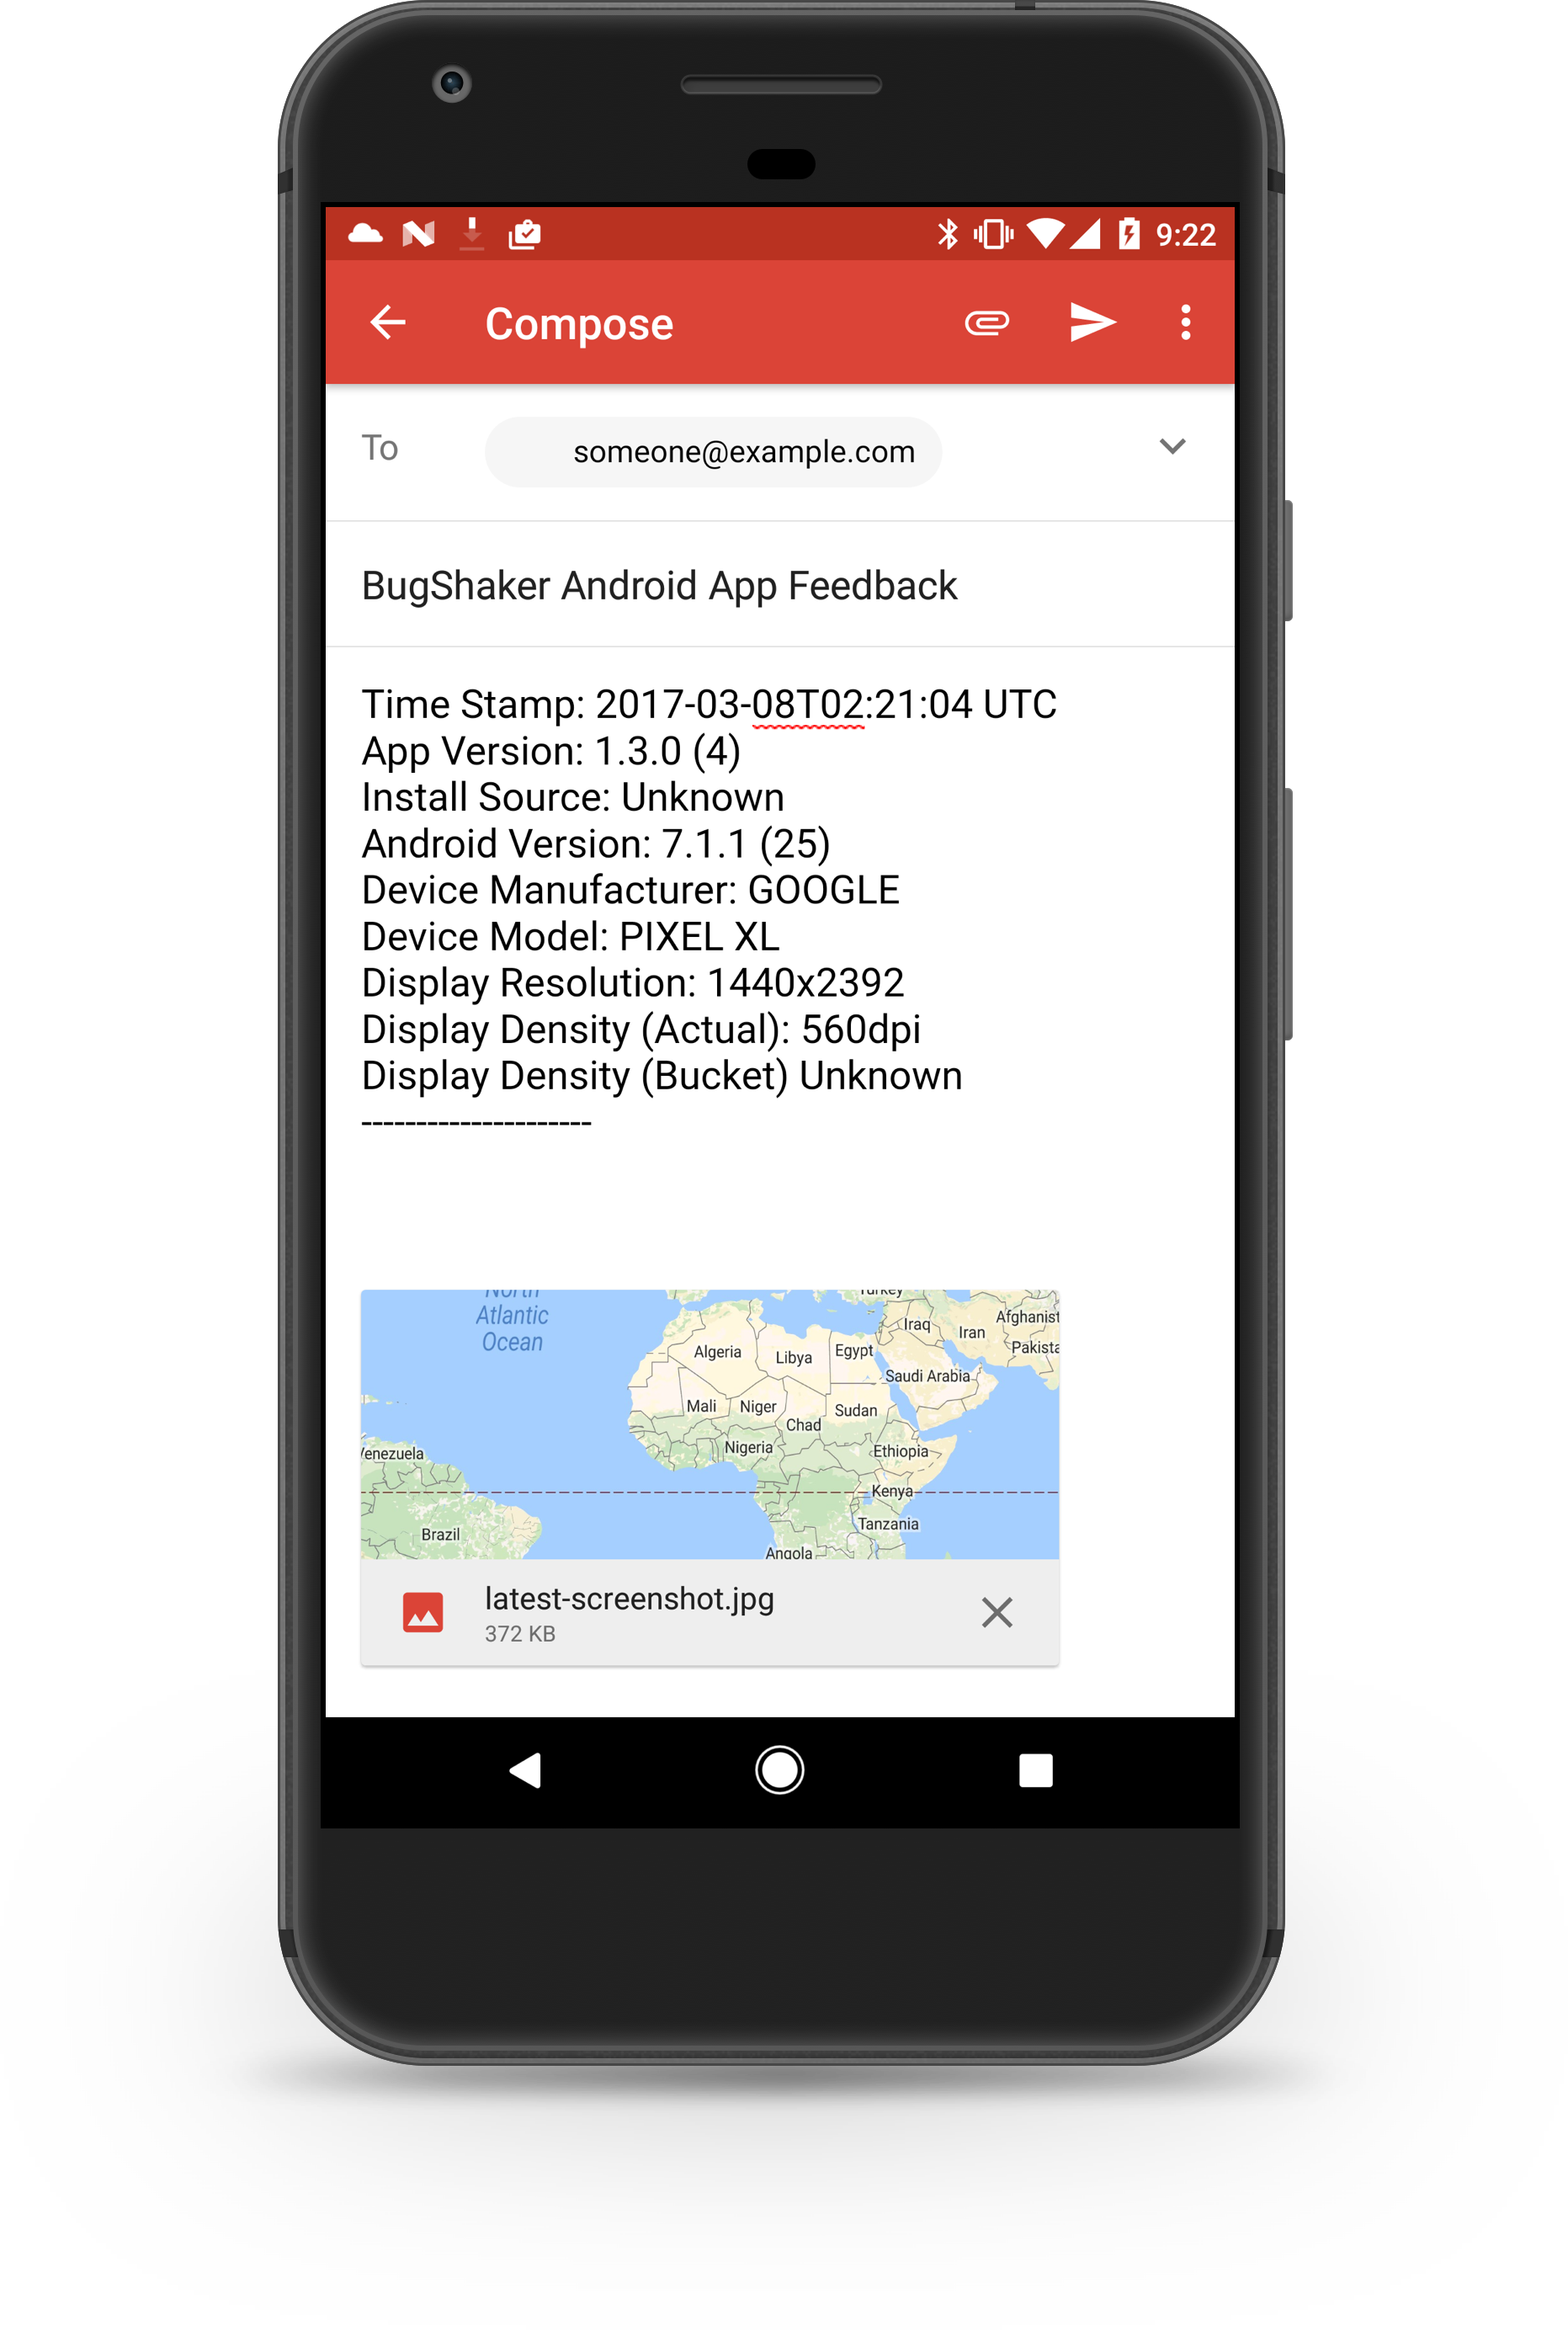 9:22
Compose
To
someone@example.com
BugShaker Android App Feedback
Time Stamp: 2017-03-08T02:21:04 UTC
App Version: 1.3.0 (4)
Install Source: Unknown
Android Version: 7.1.1 (25)
Device Manufacturer: GOOGLE
Device Model: PIXEL XL
Display Resolution: 1440x2392
Display Density (Actual): 560dpi
Display Density (Bucket) Unknown
---------------------
North
Atlantic
Ocean
Turkey
Afghanist
Iraq
Iran
Pakista
Algeria
Libya
Egypt
Saudi Arabia
Mali
Niger
Sudan
Chad
Nigeria
Ethiopia
Venezuela
Kenya
Tanzania
Brazil
Angola
latest-screenshot.jpg
372 KB